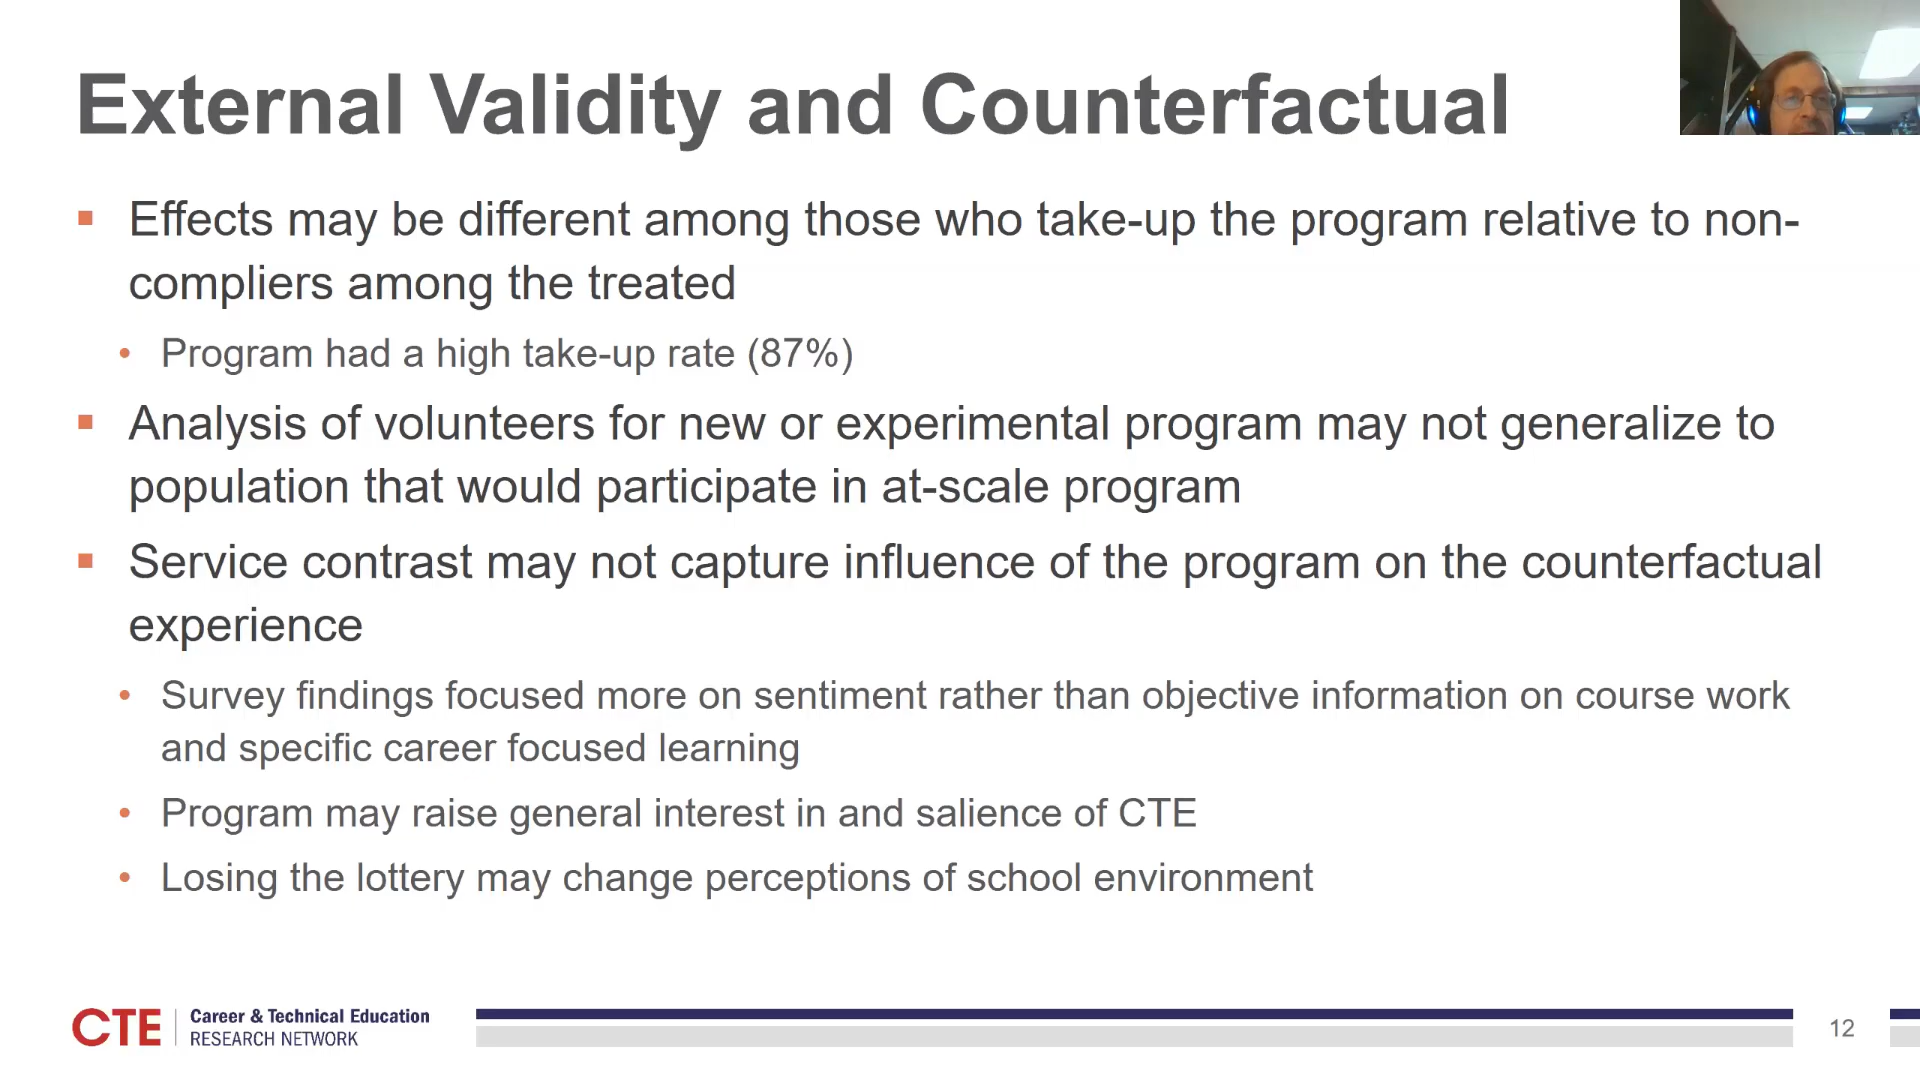 External Validity and Counterfactual
▪ Effects may be different among those who take-up the program relative to non-
compliers among the treated
• Program had a high take-up rate (87%)
▪ Analysis of volunteers for new or experimental program may not generalize to
population that would participate in at-scale program
▪ Service contrast may not capture influence of the program on the counterfactual
experience
• Survey findings focused more on sentiment rather than objective information on course work
and specific career focused learning
• Program may raise general interest in and salience of CTE
• Losing the lottery may change perceptions of school environment
CTE Career & Technical Education
RESEARCH NETWORK
12